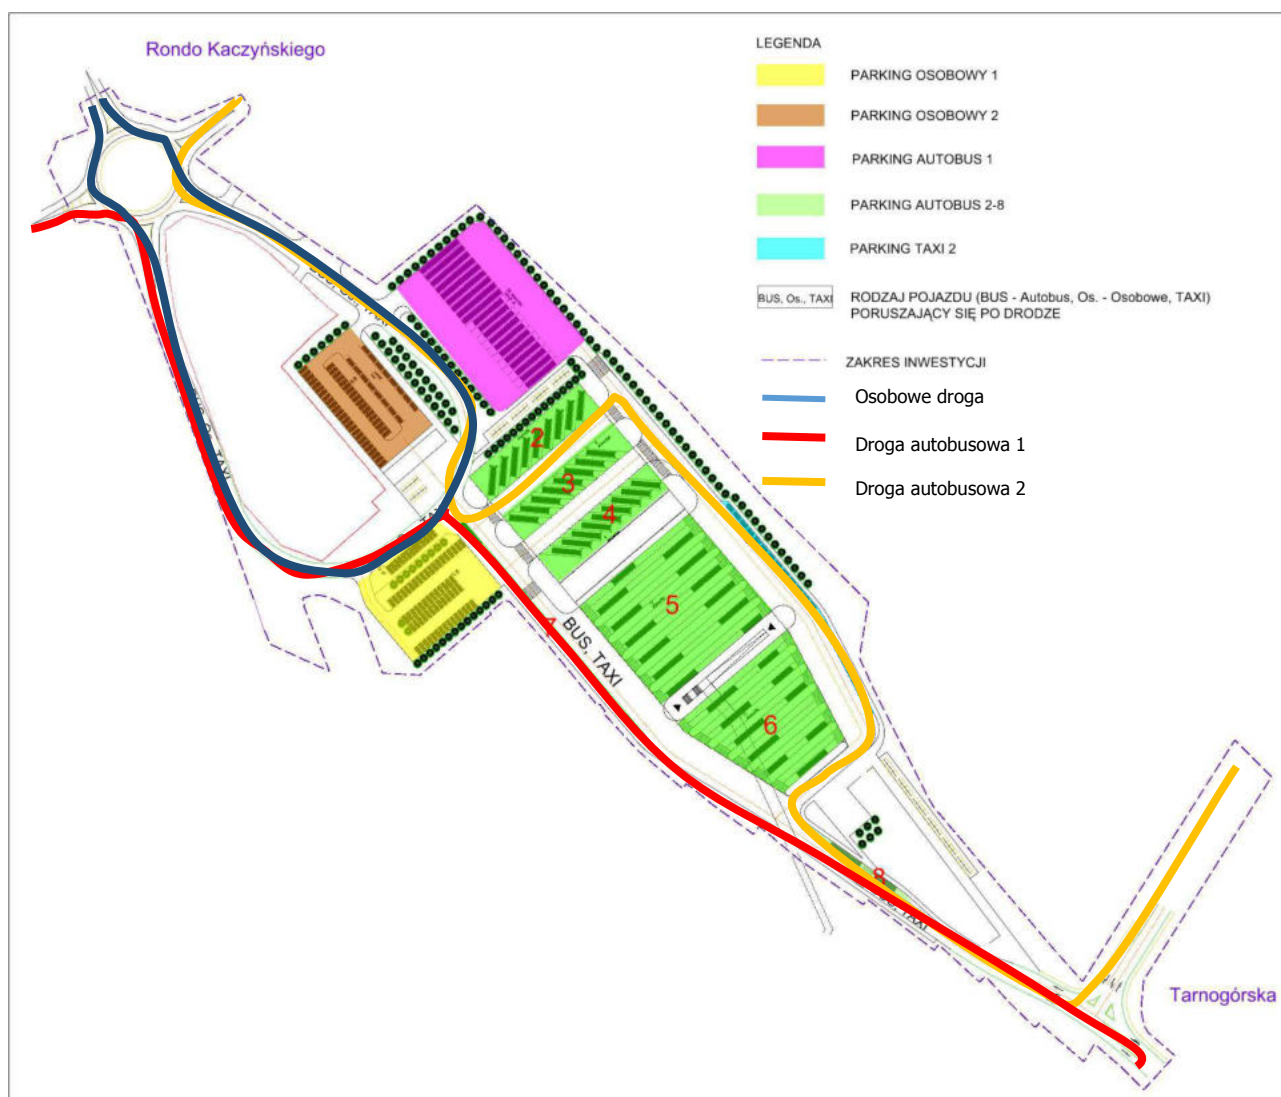 Rondo Kaczyńskiego
LEGENDA
PARKING OSOBOWY 1
PARKING OSOBOWY 2
PARKING AUTOBUS 1
PARKING AUTOBUS 2-8
PARKING TAXI 2
BUS, Os., TAXI
RODZAJ POJAZDU (BUS - Autobus, Os. - Osobowe, TAXI)
PORUSZAJĄCY SIĘ PO DRODZE
ZAKRES INWESTYCJI
Osobowe droga
Droga autobusowa 1
Droga autobusowa 2
2
3
4
5
6
BUS, TAXI
8
TAXI
Tarnogórska